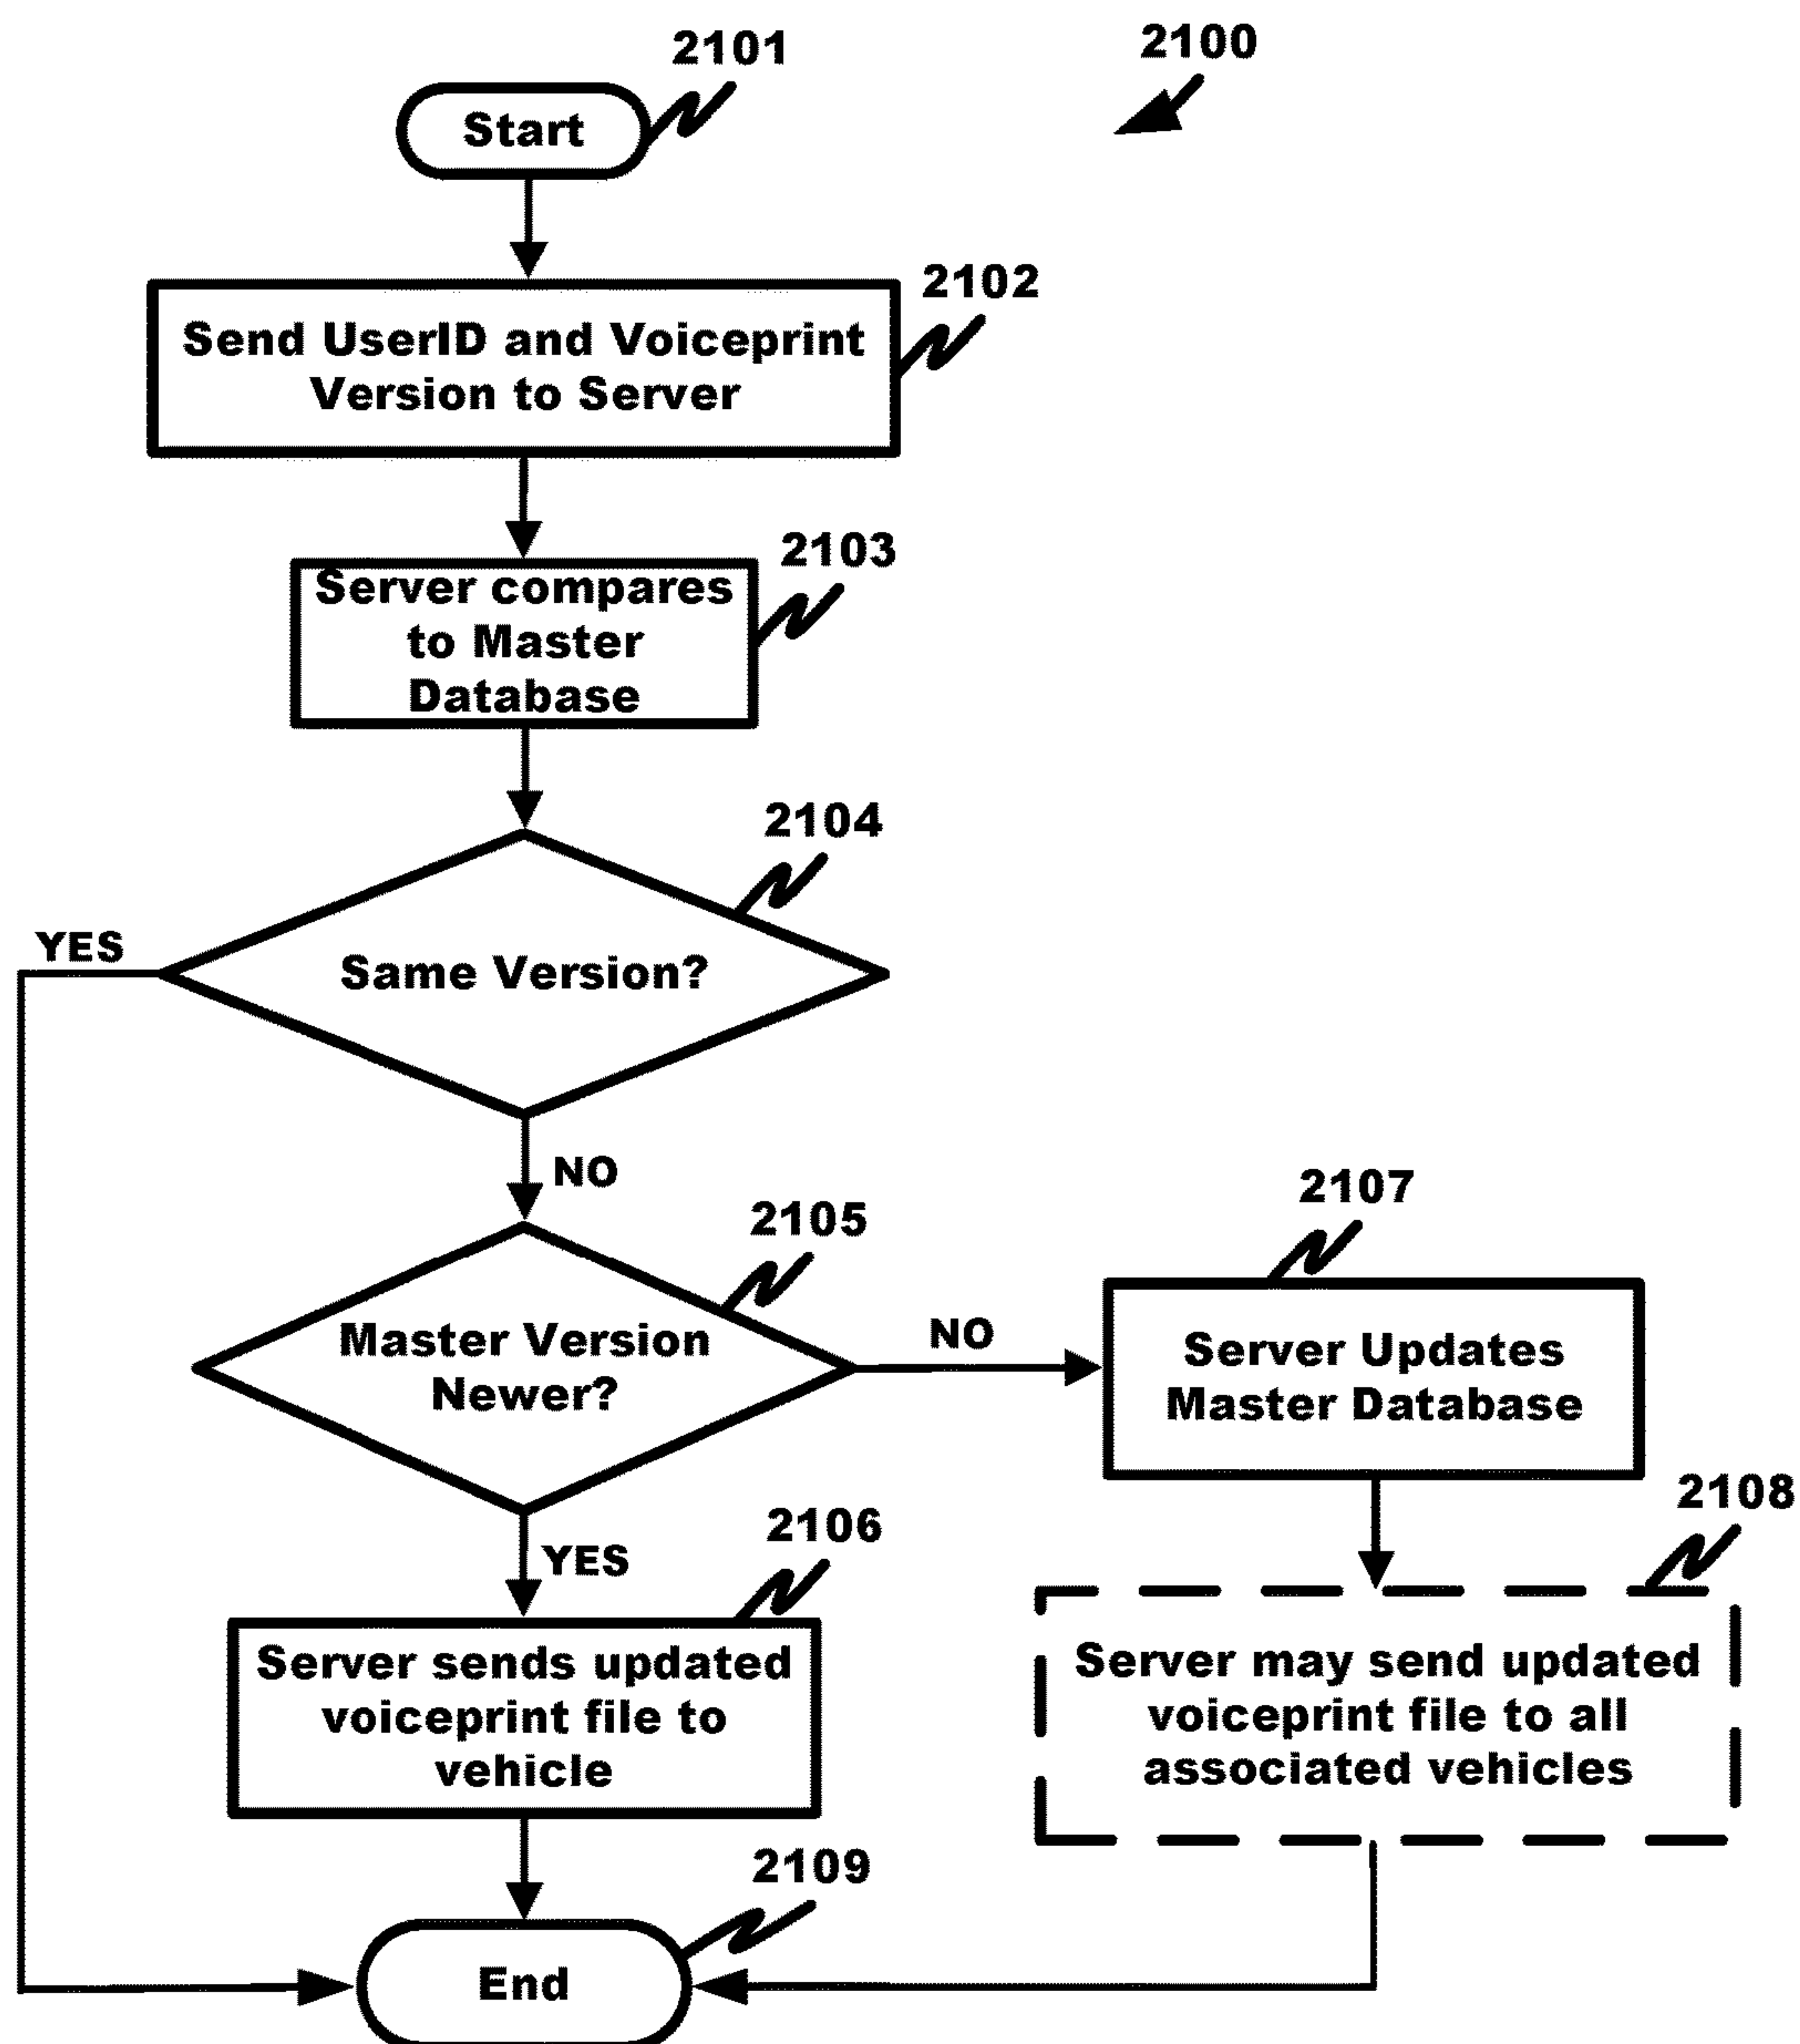 2101
2100
Start
2102
Send UserID and Voiceprint
Version to Server
2103
Server compares
to Master
Database
2104
YES
Same Version?
NO
2105
2107
Master Version
Newer?
NO
Server Updates
Master Database
2106
YES
2108
Server sends updated
voiceprint file to
vehicle
Server may send updated
voiceprint file to all
associated vehicles
2109
End